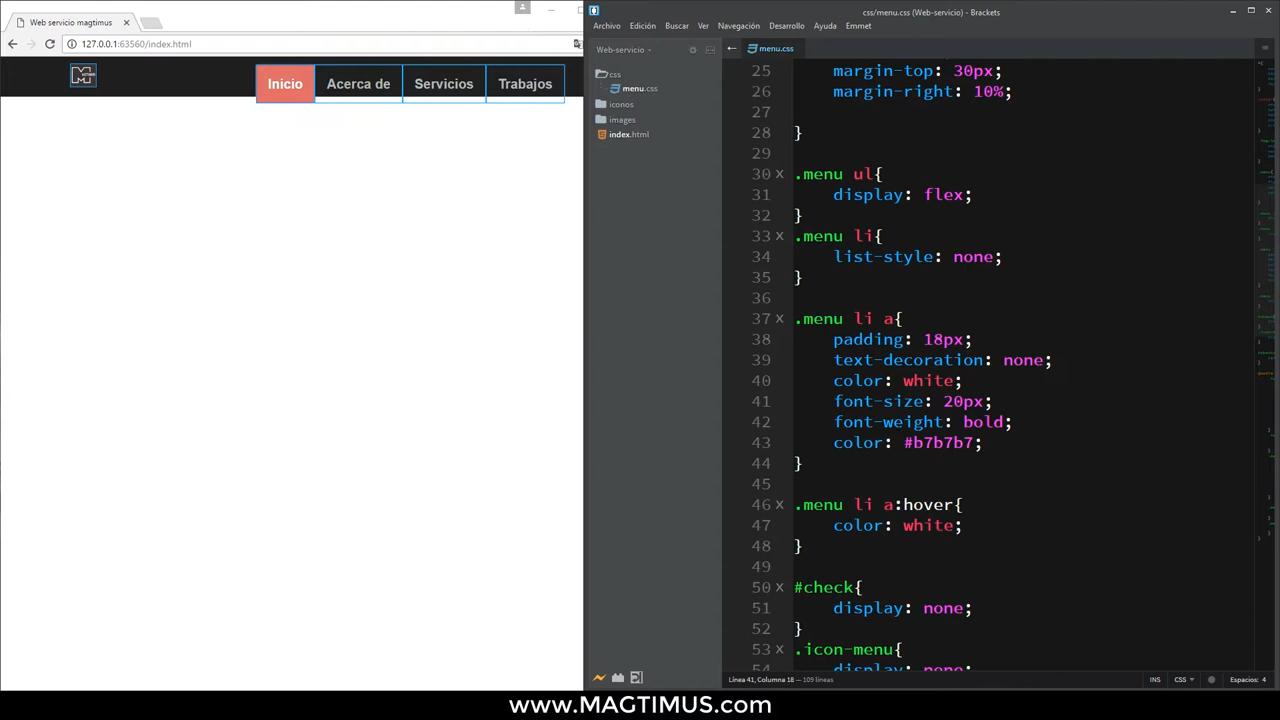 css/menu.css (Web-servicio) - Brackets
Web servicio magtimus
Archivo Edición Buscar Ver Navegación Desarrollo Ayuda Emmet
127.0.0.1:63560/index.html
Web-servicio
menu.css
css
menu.css
iconos
images
index.html
Inicio Acerca de Servicios Trabajos
25 margin-top: 30px;
26 margin-right: 10%;
27
28 }
29
30 .menu ul{
31 display: flex;
32 }
33 .menu li{
34 list-style: none;
35 }
36
37 .menu li a{
38 padding: 18px;
39 text-decoration: none;
40 color: white;
41 font-size: 20px;
42 font-weight: bold;
43 color: #b7b7b7;
44 }
45
46 .menu li a:hover{
47 color: white;
48 }
49
50 #check{
51 display: none;
52 }
53 .icon-menu{
54 display: none;
Línea 41, Columna 18 — 109 líneas
INS CSS Espacios: 4
www.MAGTIMUS.com